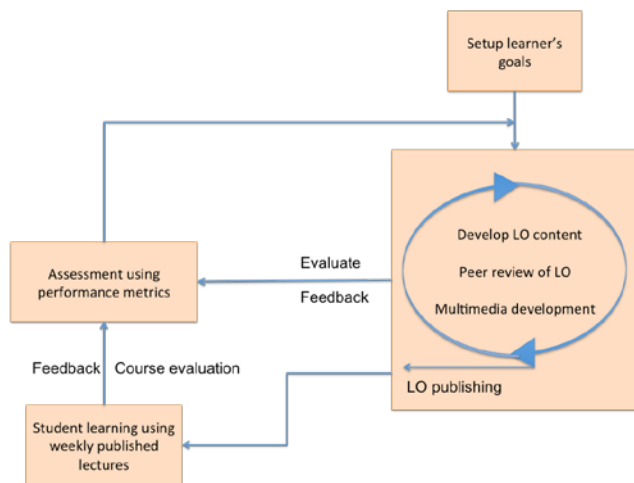 Setup learner's
goals
Develop LO content
Peer review of LO
Multimedia development
LO publishing
Evaluate
Feedback
Assessment using
performance metrics
Feedback
Course evaluation
Student learning using
weekly published
lectures